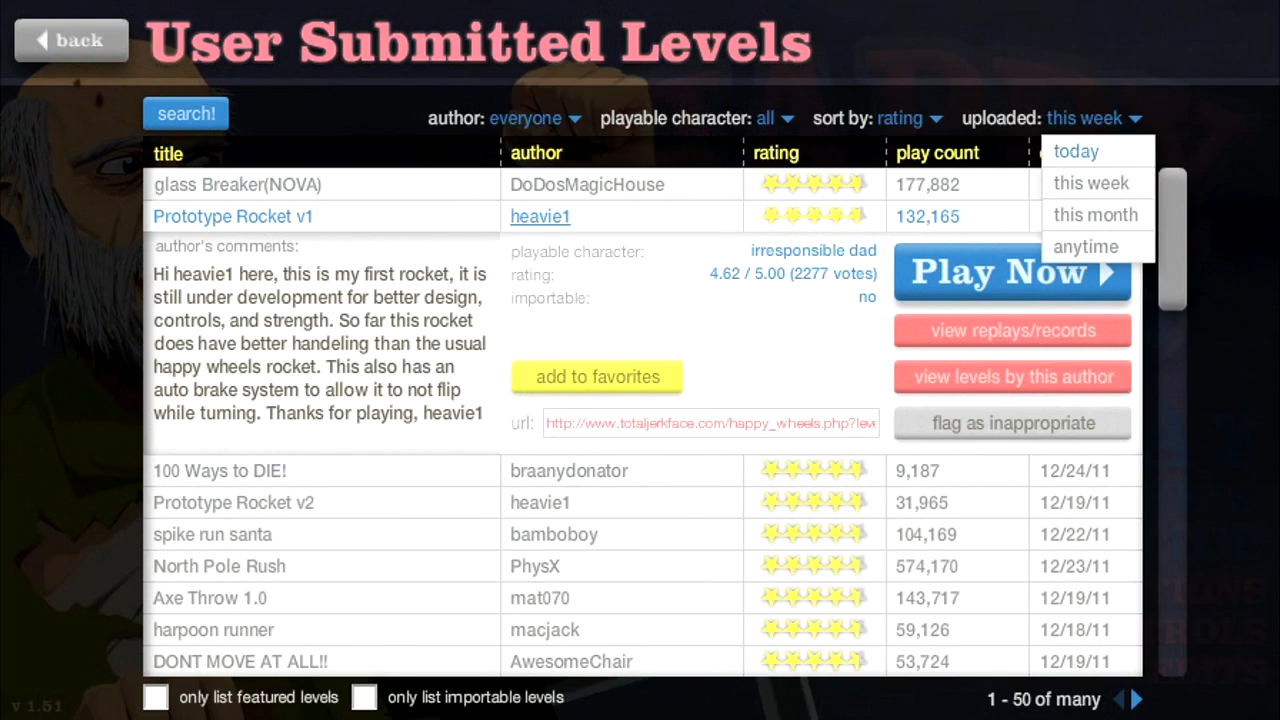 back
User Submitted Levels
search!
author: everyone playable character: all sort by: rating uploaded: this week
title author rating play count
today
this week
this month
anytime
glass Breaker(NOVA) DoDosMagicHouse 177,882
Prototype Rocket v1 heavie1 132,165
author's comments:
Hi heavie1 here, this is my first rocket, it is
still under development for better design,
controls, and strength. So far this rocket
does have better handeling than the usual
happy wheels rocket. This also has an
auto brake system to allow it to not flip
while turning. Thanks for playing, heavie1
playable character: irresponsible dad
rating: 4.62 / 5.00 (2277 votes)
importable: no
add to favorites
url: http://www.totaljerkface.com/happy_wheels.php?leve
Play Now
view replays/records
view levels by this author
flag as inappropriate
100 Ways to DIE! braanydonator 9,187 12/24/11
Prototype Rocket v2 heavie1 31,965 12/19/11
spike run santa bamboboy 104,169 12/22/11
North Pole Rush PhysX 574,170 12/23/11
Axe Throw 1.0 mat070 143,717 12/19/11
harpoon runner macjack 59,126 12/18/11
DONT MOVE AT ALL!! AwesomeChair 53,724 12/19/11
only list featured levels only list importable levels 1 - 50 of many
v 1.51